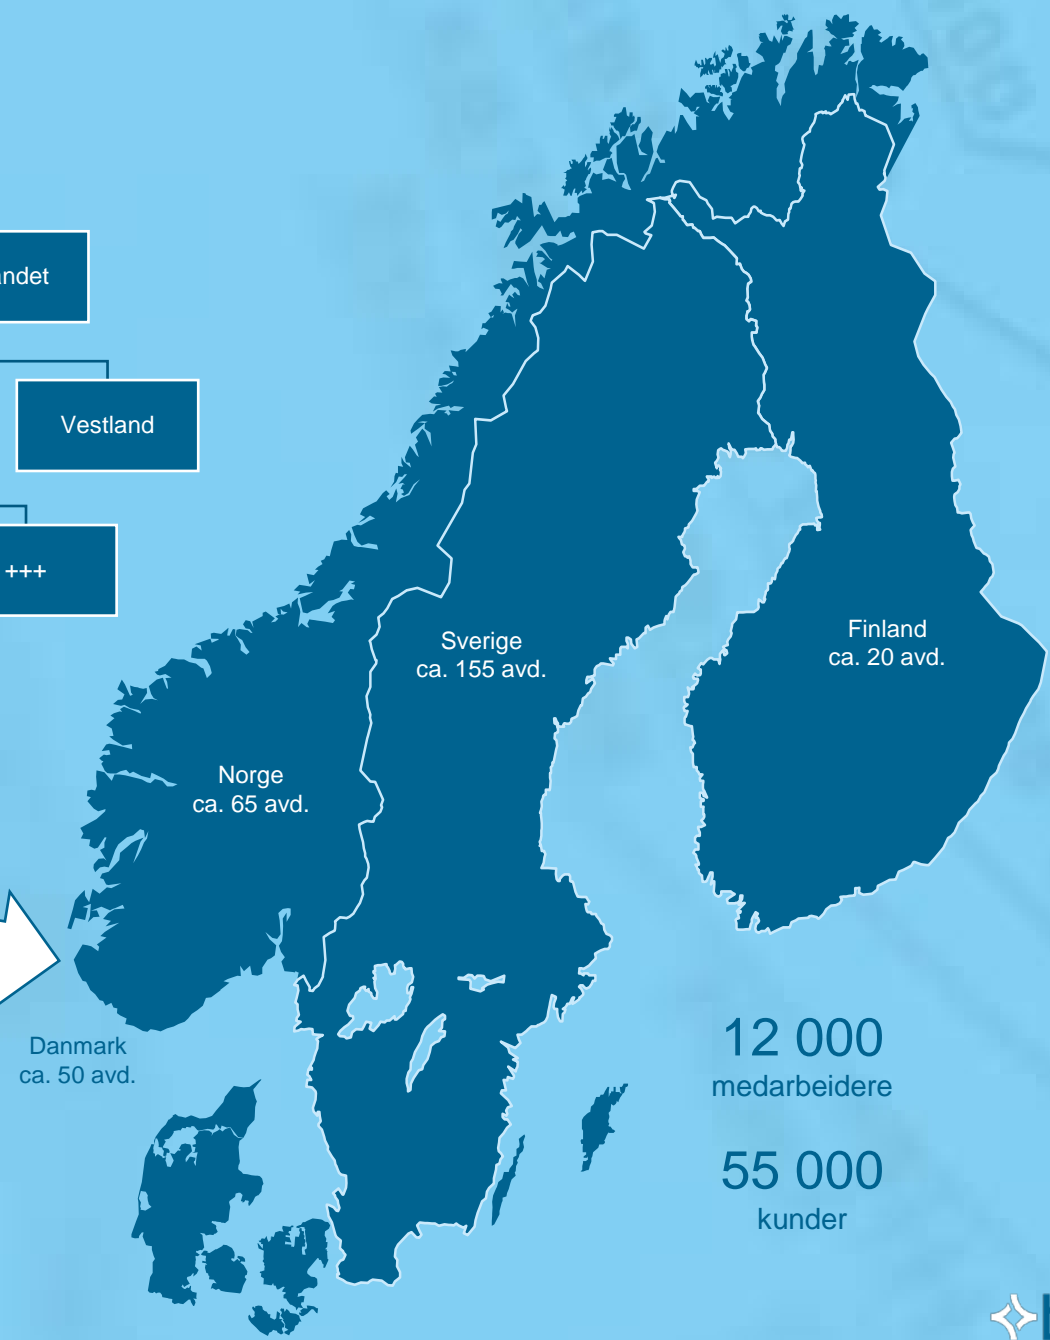 andet
Vestland
+++
Sverige
ca. 155 avd.
Finland
ca. 20 avd.
Norge
ca. 65 avd.
Danmark
ca. 50 avd.
12 000
medarbeidere
55 000
kunder